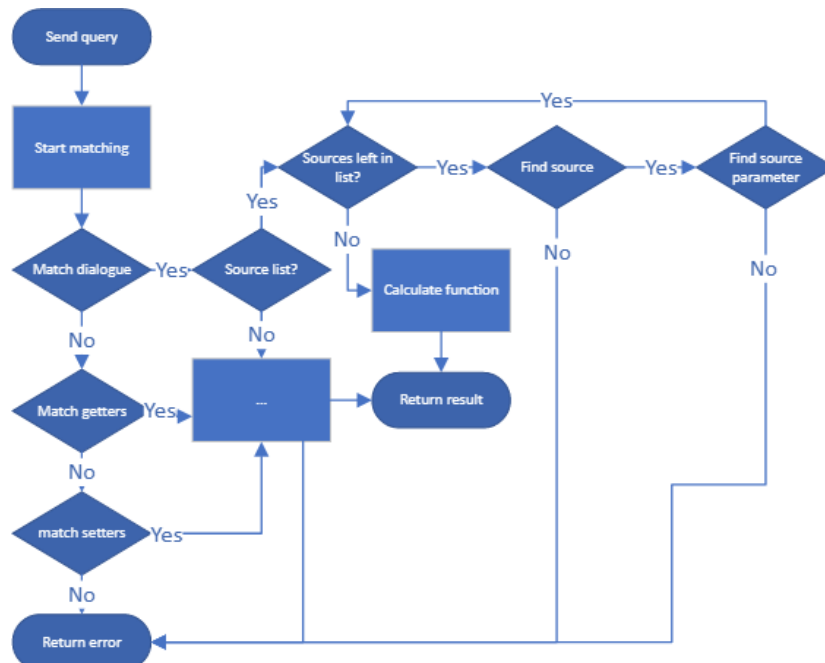 Send query
Yes
Start matching
Sources left in
list?
Yes
Find source
Yes
Find source
parameter
Yes
No
No
No
Match dialogue
Yes
Source list?
Calculate function
No
No
Match getters
Yes
...
Return result
No
match setters
Yes
No
Return error